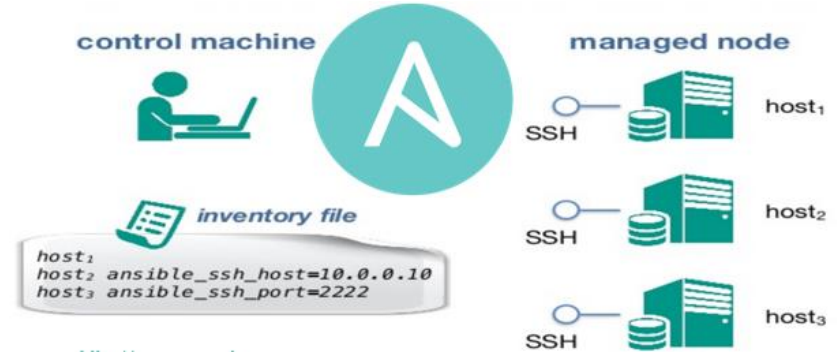 control machine
inventory file
host₁
host₂ ansible_ssh_host=10.0.0.10
host₃ ansible_ssh_port=2222
managed node
SSH
host₁
SSH
host₂
SSH
host₃